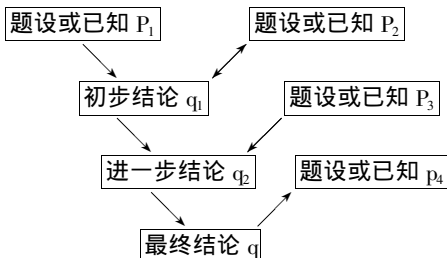 题设或已知 P₁
题设或已知 P₂
初步结论 q₁
题设或已知 P₃
进一步结论 q₂
题设或已知 p₄
最终结论 q